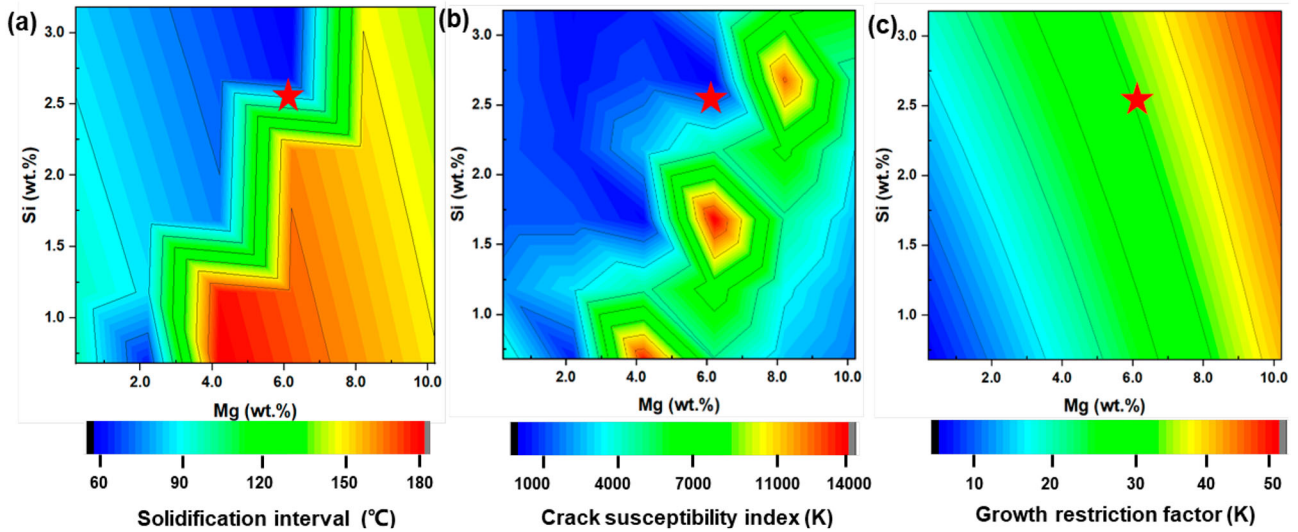 (a)
3.0
2.5
2.0
1.5
1.0
Si (wt.%)
2.0 4.0 6.0 8.0 10.0
Mg (wt.%)
60 90 120 150 180
Solidification interval (℃)
(b)
3.0
2.5
2.0
1.5
1.0
Si (wt.%)
2.0 4.0 6.0 8.0 10.0
Mg (wt.%)
1000 4000 7000 11000 14000
Crack susceptibility index (K)
(c)
3.0
2.5
2.0
1.5
1.0
Si (wt.%)
2.0 4.0 6.0 8.0 10.0
Mg (wt.%)
10 20 30 40 50
Growth restriction factor (K)